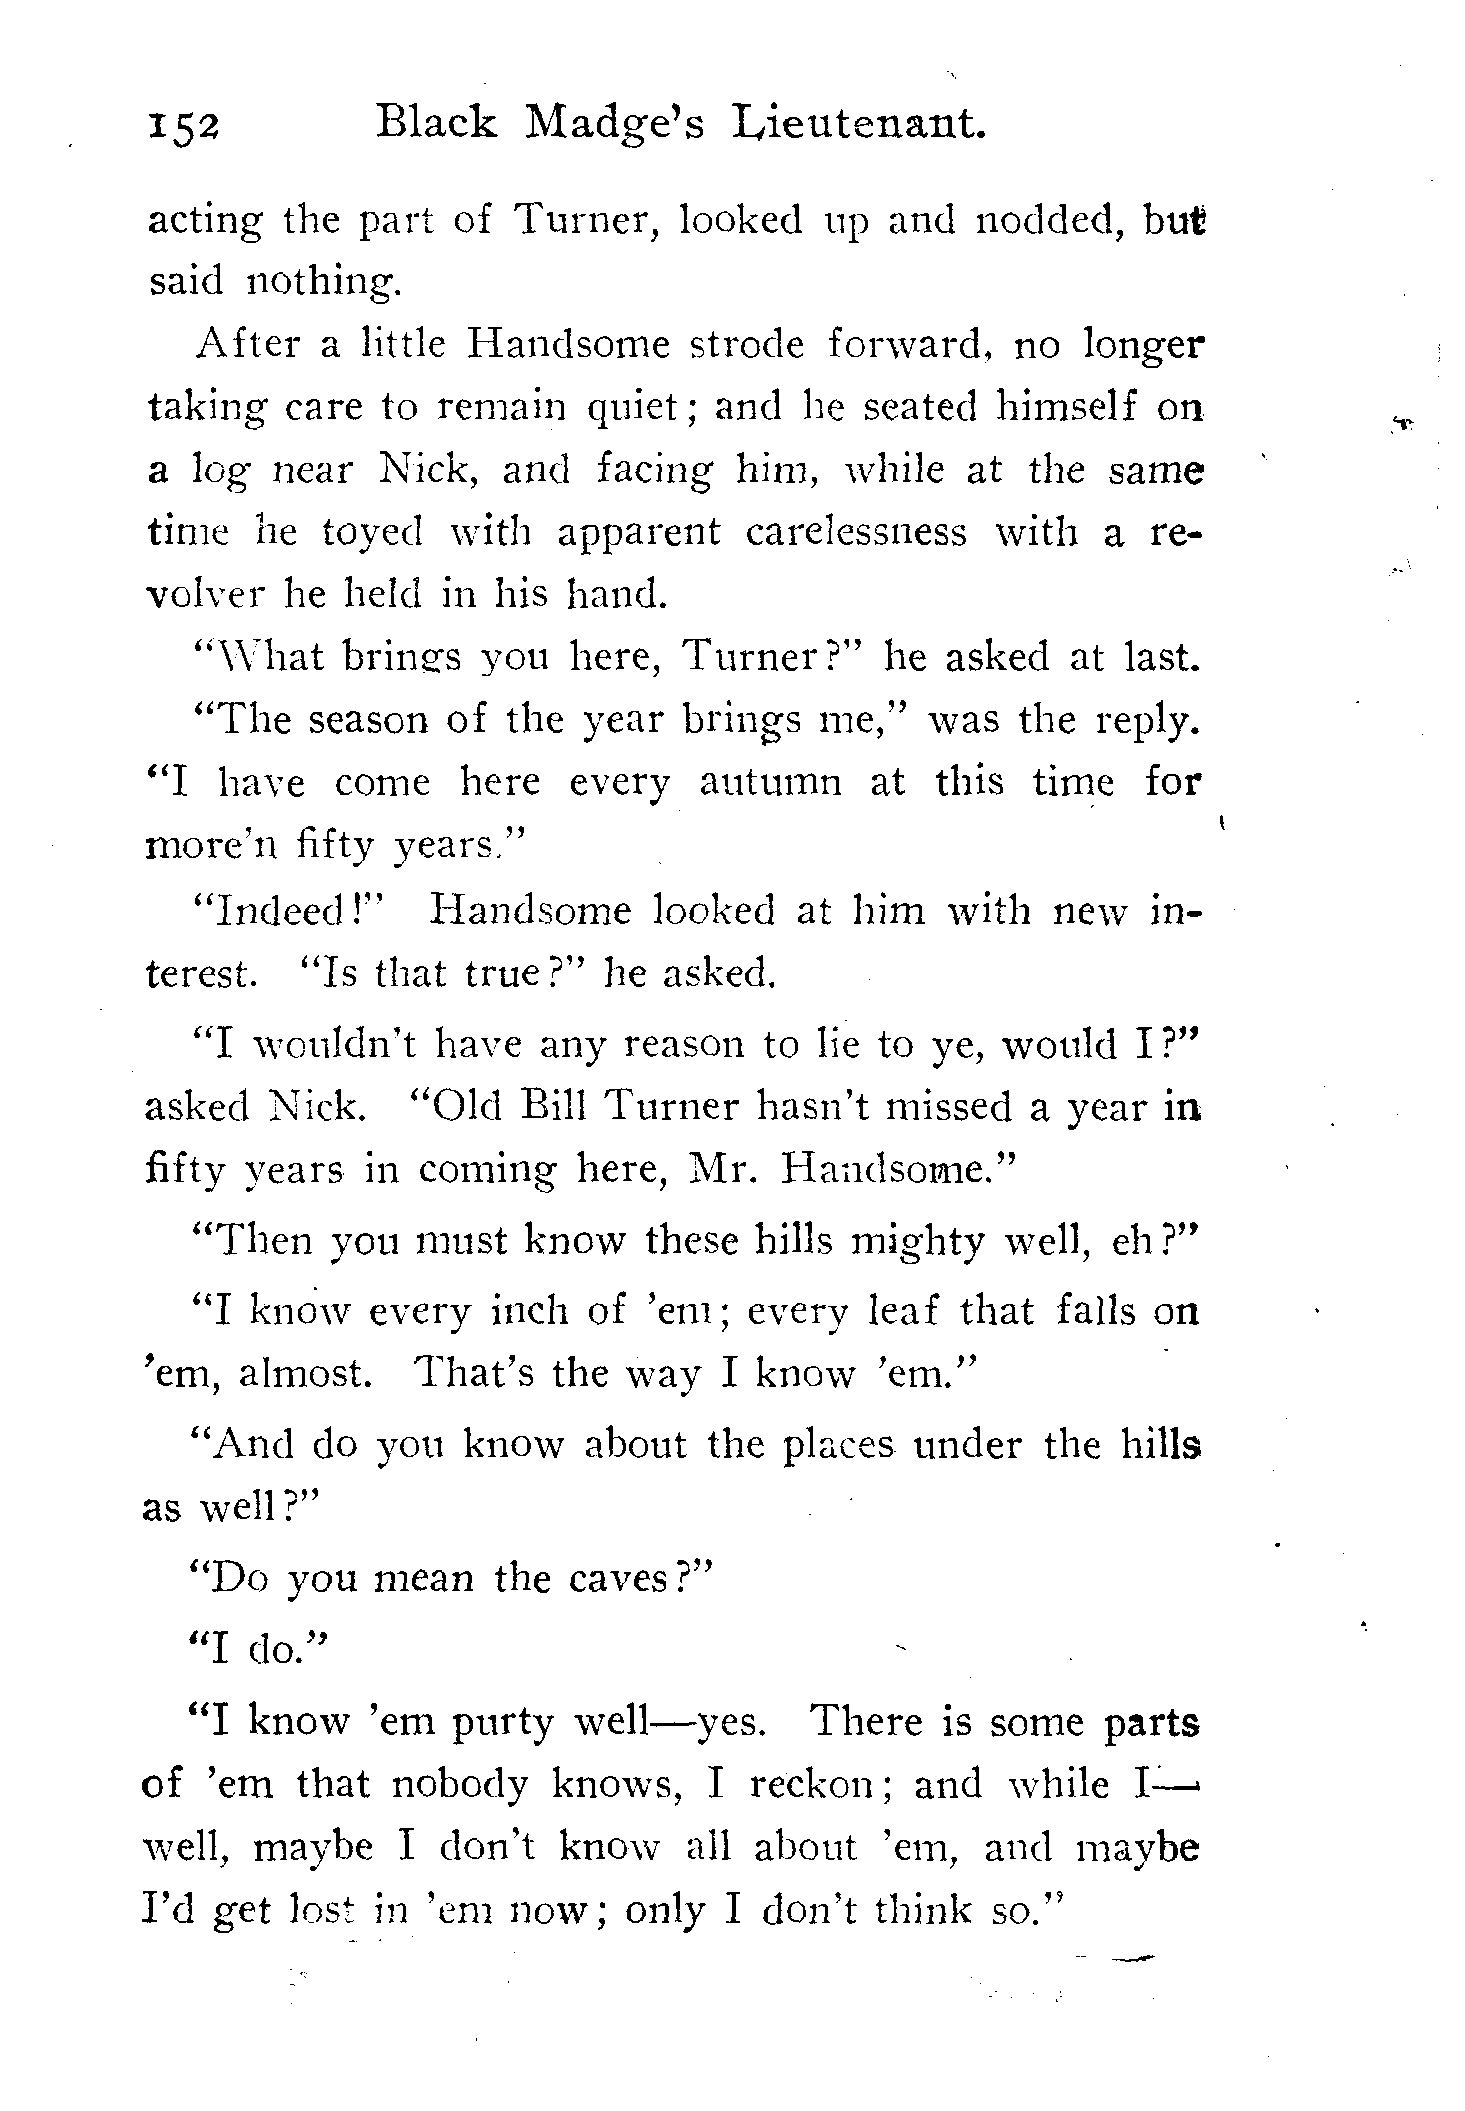 152 Black Madge's Lieutenant.
acting the part of Turner, looked up and nodded, but
said nothing.
After a little Handsome strode forward, no longer
taking care to remain quiet; and he seated himself on
a log near Nick, and facing him, while at the same
time he toyed with apparent carelessness with a re-
volver he held in his hand.
"What brings you here, Turner?" he asked at last.
"The season of the year brings me," was the reply.
"I have come here every autumn at this time for
more'n fifty years."
"Indeed!" Handsome looked at him with new in-
terest. "Is that true?" he asked.
"I wouldn't have any reason to lie to ye, would I?"
asked Nick. "Old Bill Turner hasn't missed a year in
fifty years in coming here, Mr. Handsome."
"Then you must know these hills mighty well, eh?"
"I know every inch of 'em; every leaf that falls on
'em, almost. That's the way I know 'em."
"And do you know about the places under the hills
as well?"
"Do you mean the caves?"
"I do."
"I know 'em purty well—yes. There is some parts
of 'em that nobody knows, I reckon; and while I—
well, maybe I don't know all about 'em, and maybe
I'd get lost in 'em now; only I don't think so."